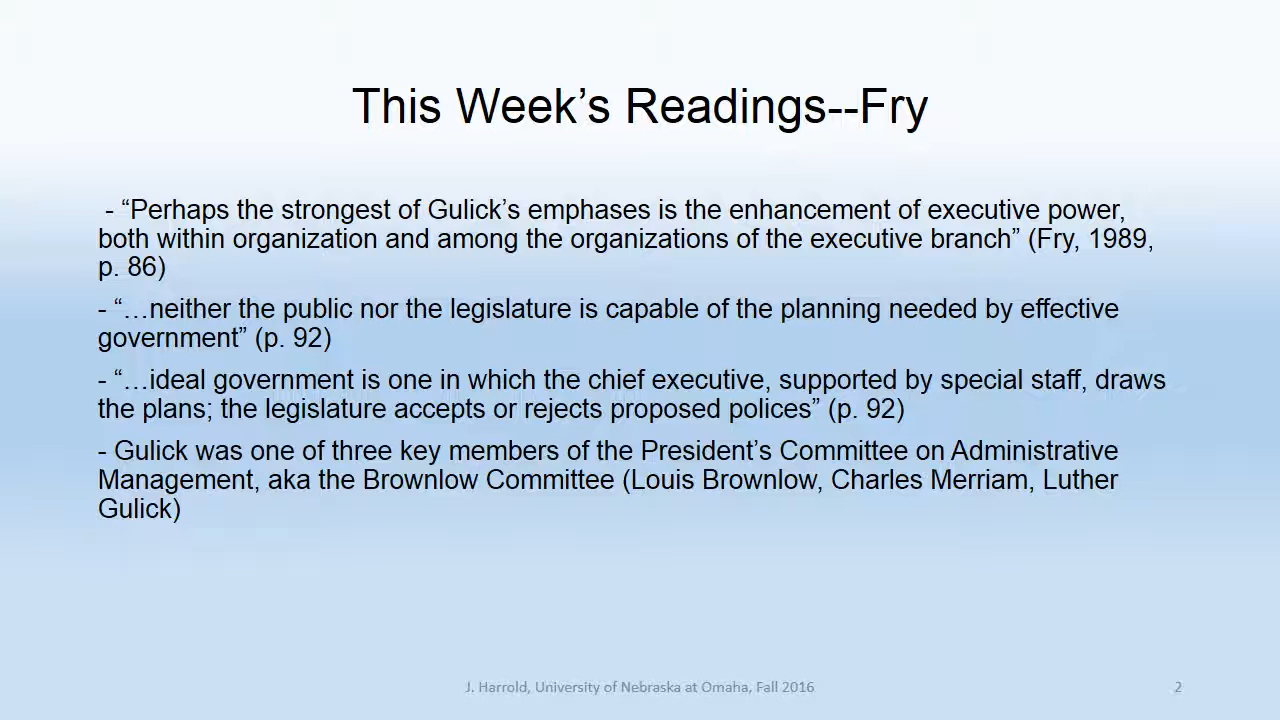 This Week’s Readings--Fry
- “Perhaps the strongest of Gulick’s emphases is the enhancement of executive power,
both within organization and among the organizations of the executive branch” (Fry, 1989,
p. 86)
- “…neither the public nor the legislature is capable of the planning needed by effective
government” (p. 92)
- “…ideal government is one in which the chief executive, supported by special staff, draws
the plans; the legislature accepts or rejects proposed polices” (p. 92)
- Gulick was one of three key members of the President’s Committee on Administrative
Management, aka the Brownlow Committee (Louis Brownlow, Charles Merriam, Luther
Gulick)
J. Harrold, University of Nebraska at Omaha, Fall 2016
2